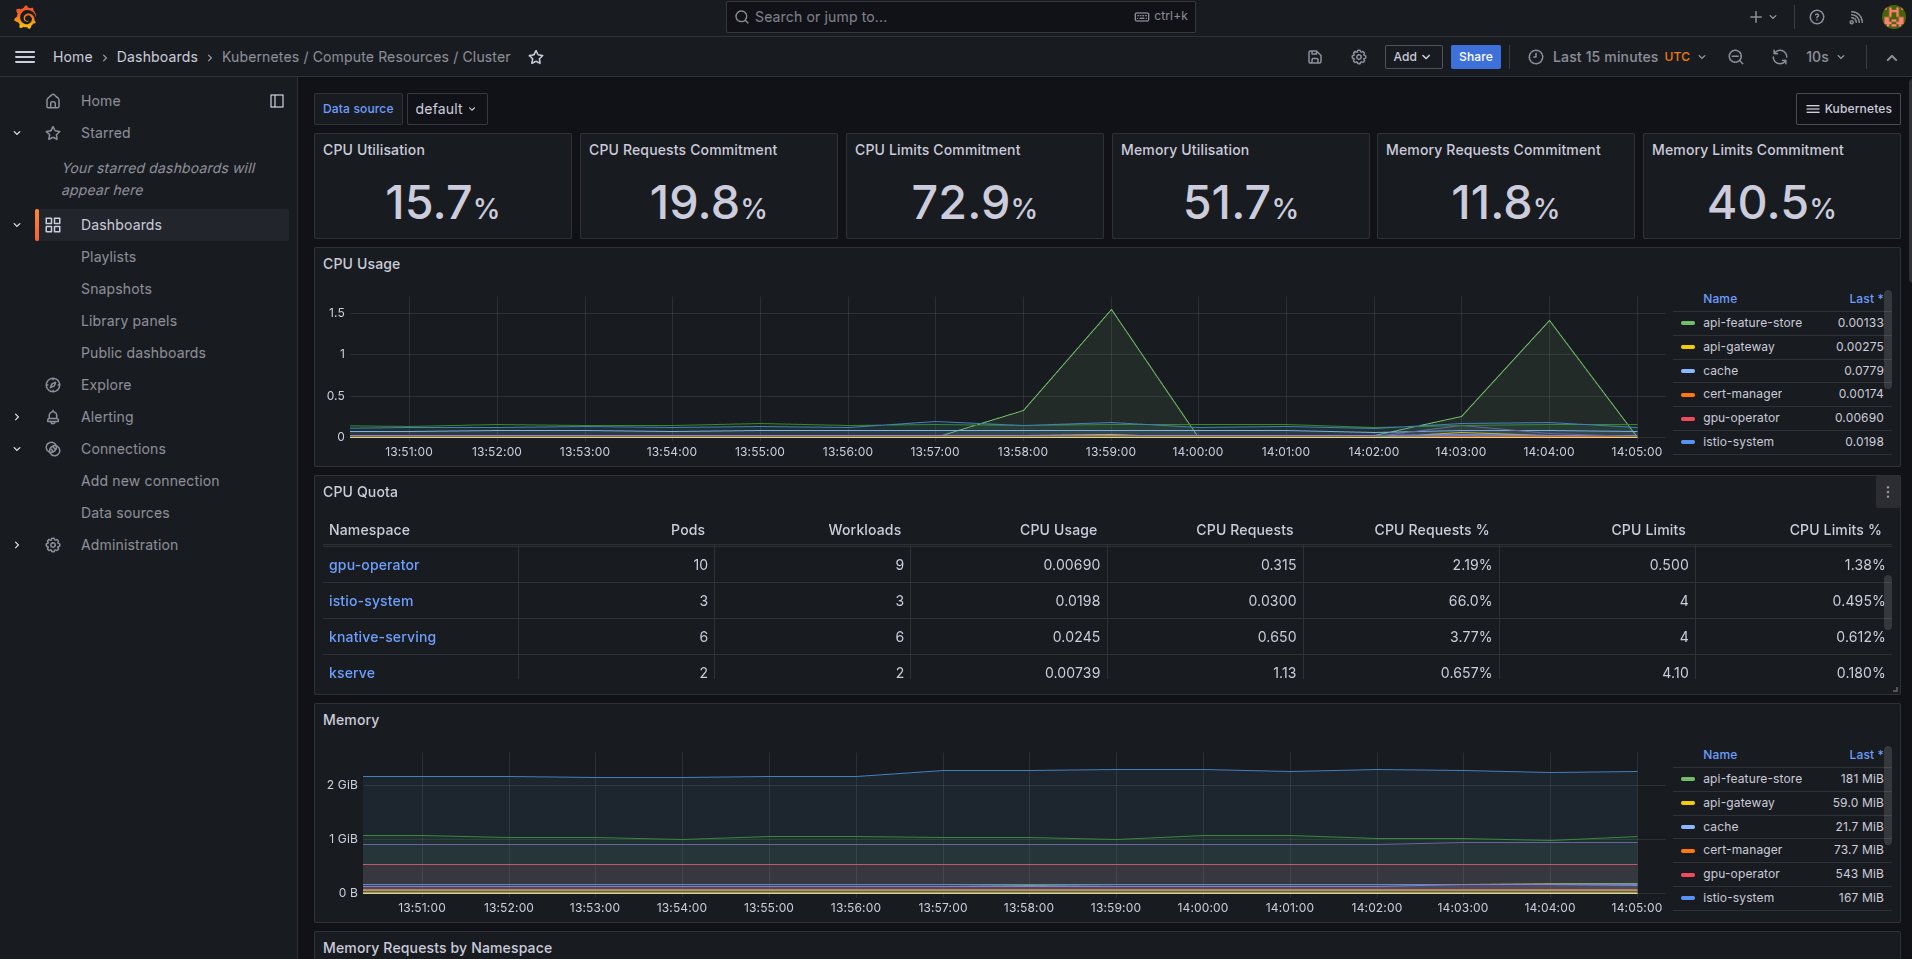 Search or jump to... ctrl+k
Home › Dashboards › Kubernetes / Compute Resources / Cluster
Add Share Last 15 minutes UTC 10s
Home
Starred
Your starred dashboards will
appear here
Dashboards
Playlists
Snapshots
Library panels
Public dashboards
Explore
Alerting
Connections
Add new connection
Data sources
Administration
Data source default Kubernetes
CPU Utilisation
15.7%
CPU Requests Commitment
19.8%
CPU Limits Commitment
72.9%
Memory Utilisation
51.7%
Memory Requests Commitment
11.8%
Memory Limits Commitment
40.5%
CPU Usage
1.5
1
0.5
0
13:51:00 13:52:00 13:53:00 13:54:00 13:55:00 13:56:00 13:57:00 13:58:00 13:59:00 14:00:00 14:01:00 14:02:00 14:03:00 14:04:00 14:05:00
Name Last *
api-feature-store 0.00133
api-gateway 0.00275
cache 0.0779
cert-manager 0.00174
gpu-operator 0.00690
istio-system 0.0198
CPU Quota
Namespace Pods Workloads CPU Usage CPU Requests CPU Requests % CPU Limits CPU Limits %
gpu-operator 10 9 0.00690 0.315 2.19% 0.500 1.38%
istio-system 3 3 0.0198 0.0300 66.0% 4 0.495%
knative-serving 6 6 0.0245 0.650 3.77% 4 0.612%
kserve 2 2 0.00739 1.13 0.657% 4.10 0.180%
Memory
2 GiB
1 GiB
0 B
13:51:00 13:52:00 13:53:00 13:54:00 13:55:00 13:56:00 13:57:00 13:58:00 13:59:00 14:00:00 14:01:00 14:02:00 14:03:00 14:04:00 14:05:00
Name Last *
api-feature-store 181 MiB
api-gateway 59.0 MiB
cache 21.7 MiB
cert-manager 73.7 MiB
gpu-operator 543 MiB
istio-system 167 MiB
Memory Requests by Namespace